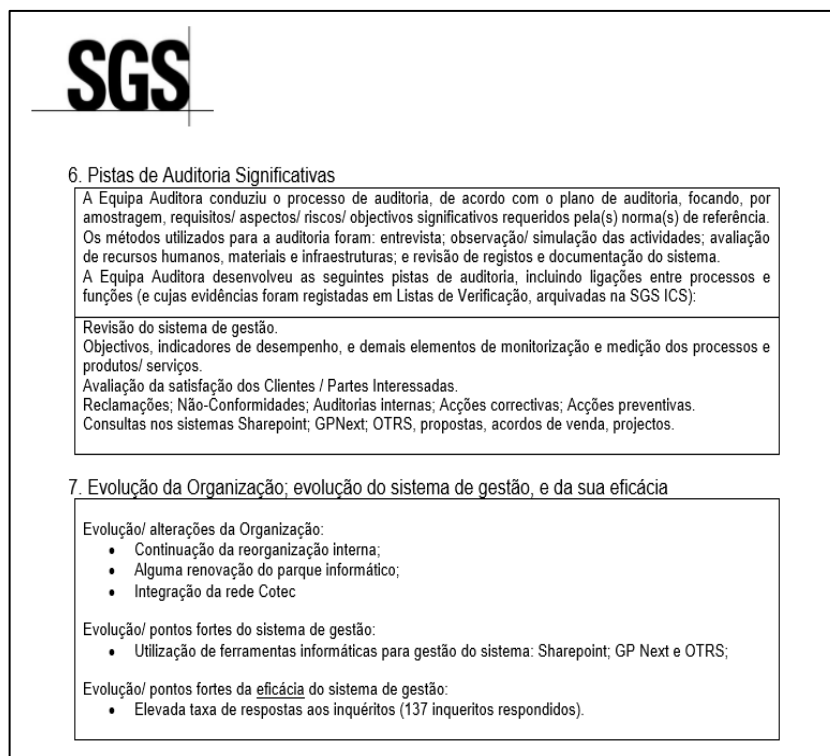 SGS
6. Pistas de Auditoria Significativas
A Equipa Auditora conduziu o processo de auditoria, de acordo com o plano de auditoria, focando, por
amostragem, requisitos/ aspectos/ riscos/ objectivos significativos requeridos pela(s) norma(s) de referência.
Os métodos utilizados para a auditoria foram: entrevista; observação/ simulação das actividades; avaliação
de recursos humanos, materiais e infraestruturas; e revisão de registos e documentação do sistema.
A Equipa Auditora desenvolveu as seguintes pistas de auditoria, incluindo ligações entre processos e
funções (e cujas evidências foram registadas em Listas de Verificação, arquivadas na SGS ICS):
Revisão do sistema de gestão.
Objectivos, indicadores de desempenho, e demais elementos de monitorização e medição dos processos e
produtos/ serviços.
Avaliação da satisfação dos Clientes / Partes Interessadas.
Reclamações; Não-Conformidades; Auditorias internas; Acções correctivas; Acções preventivas.
Consultas nos sistemas Sharepoint; GPNext; OTRS, propostas, acordos de venda, projectos.
7. Evolução da Organização; evolução do sistema de gestão, e da sua eficácia
Evolução/ alterações da Organização:
• Continuação da reorganização interna;
• Alguma renovação do parque informático;
• Integração da rede Cotec
Evolução/ pontos fortes do sistema de gestão:
• Utilização de ferramentas informáticas para gestão do sistema: Sharepoint; GP Next e OTRS;
Evolução/ pontos fortes da eficácia do sistema de gestão:
• Elevada taxa de respostas aos inquéritos (137 inqueritos respondidos).